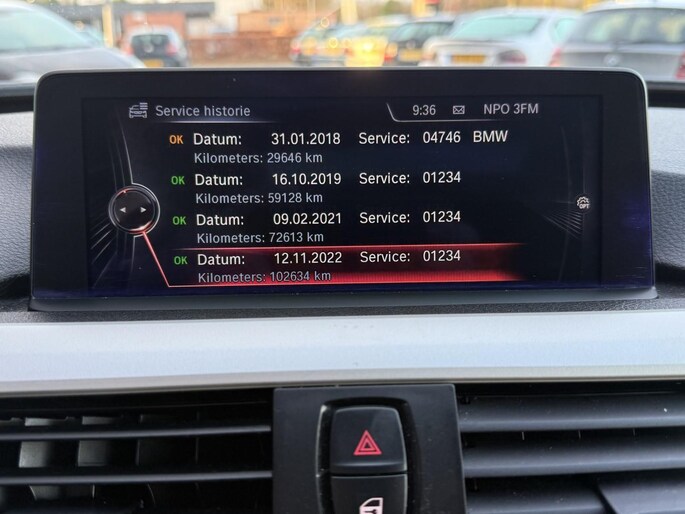 Service historie 9:36 NPO 3FM
OK Datum: 31.01.2018 Service: 04746 BMW
Kilometers: 29646 km
OK Datum: 16.10.2019 Service: 01234
Kilometers: 59128 km
OK Datum: 09.02.2021 Service: 01234
Kilometers: 72613 km
OK Datum: 12.11.2022 Service: 01234
Kilometers: 102634 km
OPT